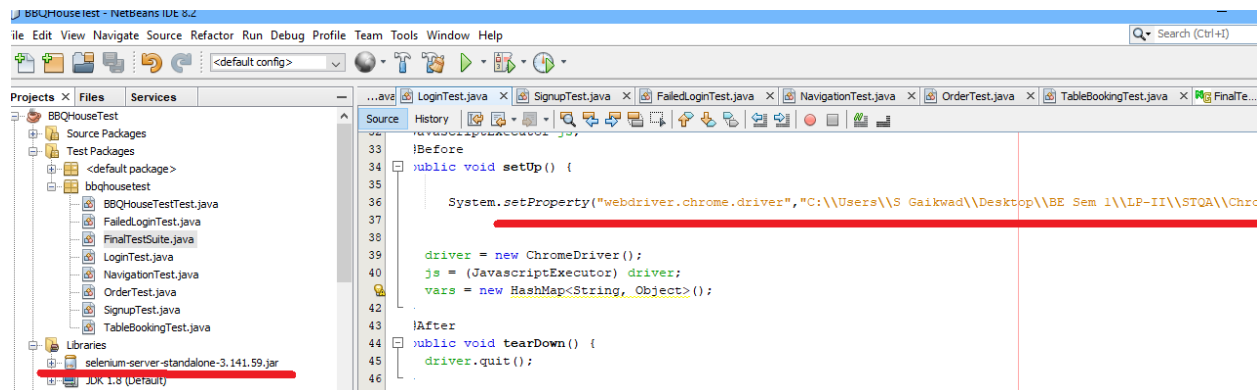 BBQHouseTest - NetBeans IDE 8.2
ile Edit View Navigate Source Refactor Run Debug Profile Team Tools Window Help
Search (Ctrl+I)
<default config>
Projects Files Services
...ava LoginTest.java SignupTest.java FailedLoginTest.java NavigationTest.java OrderTest.java TableBookingTest.java FinalTe...
Source History
BBQHouseTest
Source Packages
Test Packages
<default package>
bbqhousetest
BBQHouseTestTest.java
FailedLoginTest.java
FinalTestSuite.java
LoginTest.java
NavigationTest.java
OrderTest.java
SignupTest.java
TableBookingTest.java
Libraries
selenium-server-standalone-3.141.59.jar
JDK 1.8 (Default)
32 JavascriptExecutor js;
33 @Before
34 public void setUp() {
35
36 System.setProperty("webdriver.chrome.driver","C:\\Users\\S Gaikwad\\Desktop\\BE Sem 1\\LP-II\\STQA\\Chro
37
38
39 driver = new ChromeDriver();
40 js = (JavascriptExecutor) driver;
vars = new HashMap<String, Object>();
42
43 @After
44 public void tearDown() {
45 driver.quit();
46